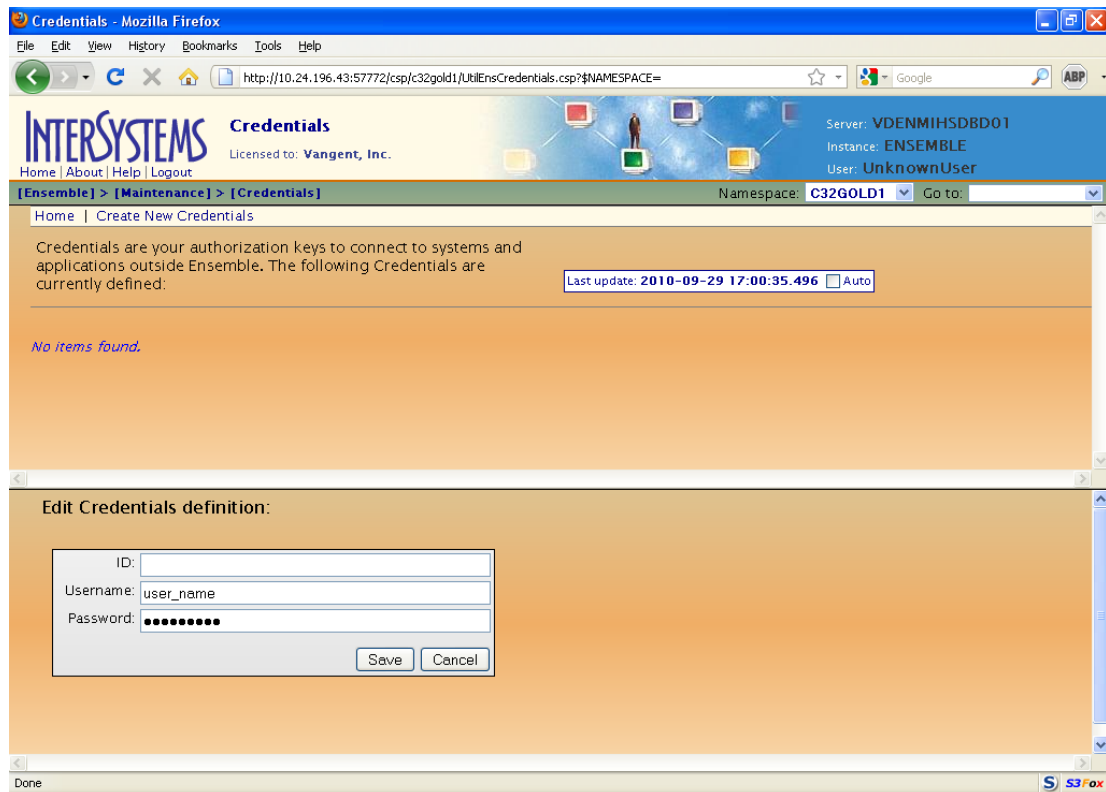 Credentials - Mozilla Firefox
File Edit View History Bookmarks Tools Help
http://10.24.196.43:57772/csp/c32gold1/UtilEnsCredentials.csp?$NAMESPACE=
Google
ABP
INTERSYSTEMS
Credentials
Licensed to: Vangent, Inc.
Home | About | Help | Logout
Server: VDENMIHSDBD01
Instance: ENSEMBLE
User: UnknownUser
[Ensemble] > [Maintenance] > [Credentials]
Namespace: C32GOLD1 Go to:
Home | Create New Credentials
Credentials are your authorization keys to connect to systems and
applications outside Ensemble. The following Credentials are
currently defined:
Last update: 2010-09-29 17:00:35.496 Auto
No items found.
Edit Credentials definition:
ID:
Username: user_name
Password: •••••••••
Save Cancel
Done
S S3Fox